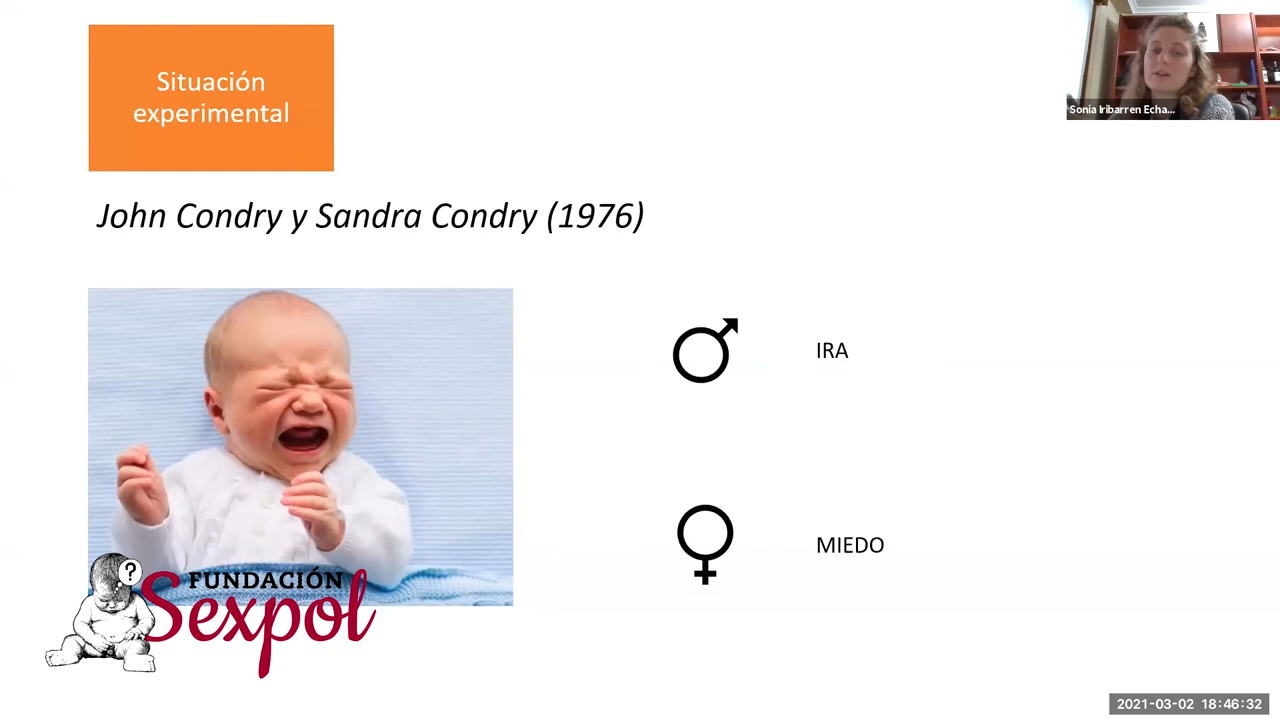 Situación
experimental
Sonia Iribarren Echa...
John Condry y Sandra Condry (1976)
IRA
MIEDO
?
FUNDACIÓN
Sexpol
2021-03-02 18:46:32